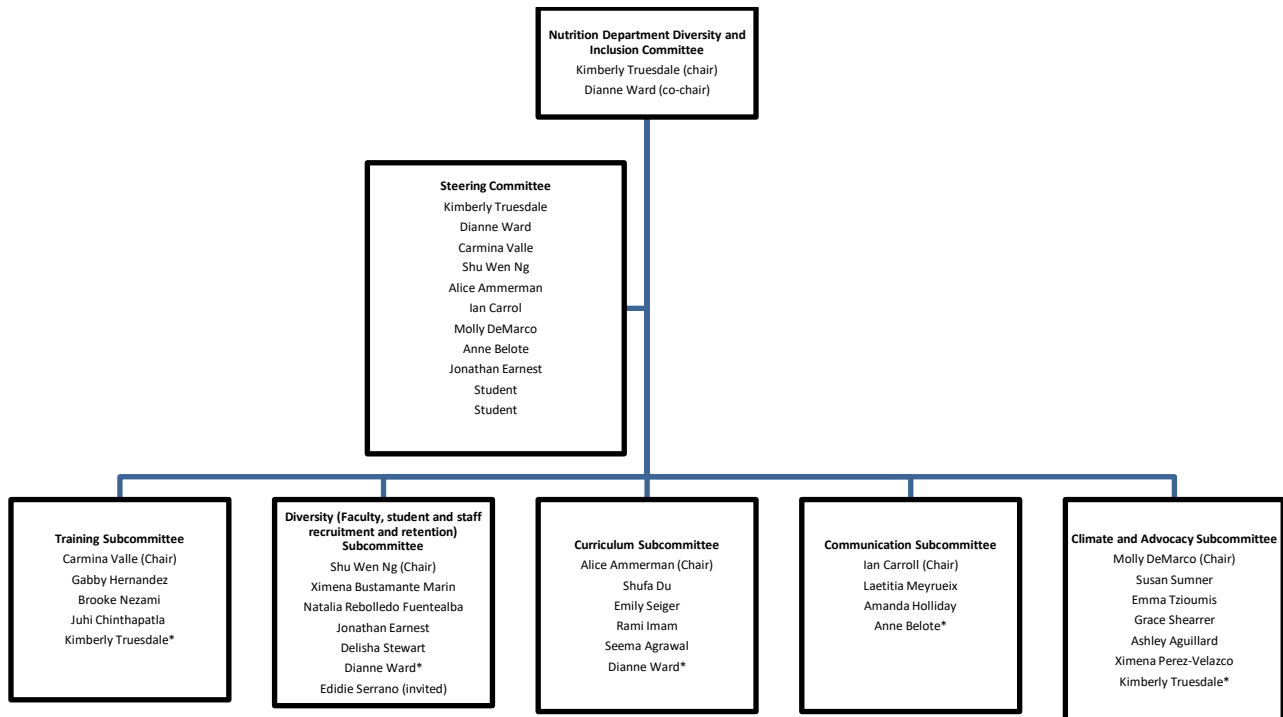 Nutrition Department Diversity and
Inclusion Committee
Kimberly Truesdale (chair)
Dianne Ward (co-chair)
Steering Committee
Kimberly Truesdale
Dianne Ward
Carmina Valle
Shu Wen Ng
Alice Ammerman
Ian Carrol
Molly DeMarco
Anne Belote
Jonathan Earnest
Student
Student
Training Subcommittee
Carmina Valle (Chair)
Gabby Hernandez
Brooke Nezami
Juhi Chinthapatla
Kimberly Truesdale*
Diversity (Faculty, student and staff
recruitment and retention)
Subcommittee
Shu Wen Ng (Chair)
Ximena Bustamante Marin
Natalia Rebolledo Fuentealba
Jonathan Earnest
Delisha Stewart
Dianne Ward*
Edidie Serrano (invited)
Curriculum Subcommittee
Alice Ammerman (Chair)
Shufa Du
Emily Seiger
Rami Imam
Seema Agrawal
Dianne Ward*
Communication Subcommittee
Ian Carroll (Chair)
Laetitia Meyrueix
Amanda Holliday
Anne Belote*
Climate and Advocacy Subcommittee
Molly DeMarco (Chair)
Susan Sumner
Emma Tzioumis
Grace Shearrer
Ashley Aguillard
Ximena Perez-Velazco
Kimberly Truesdale*